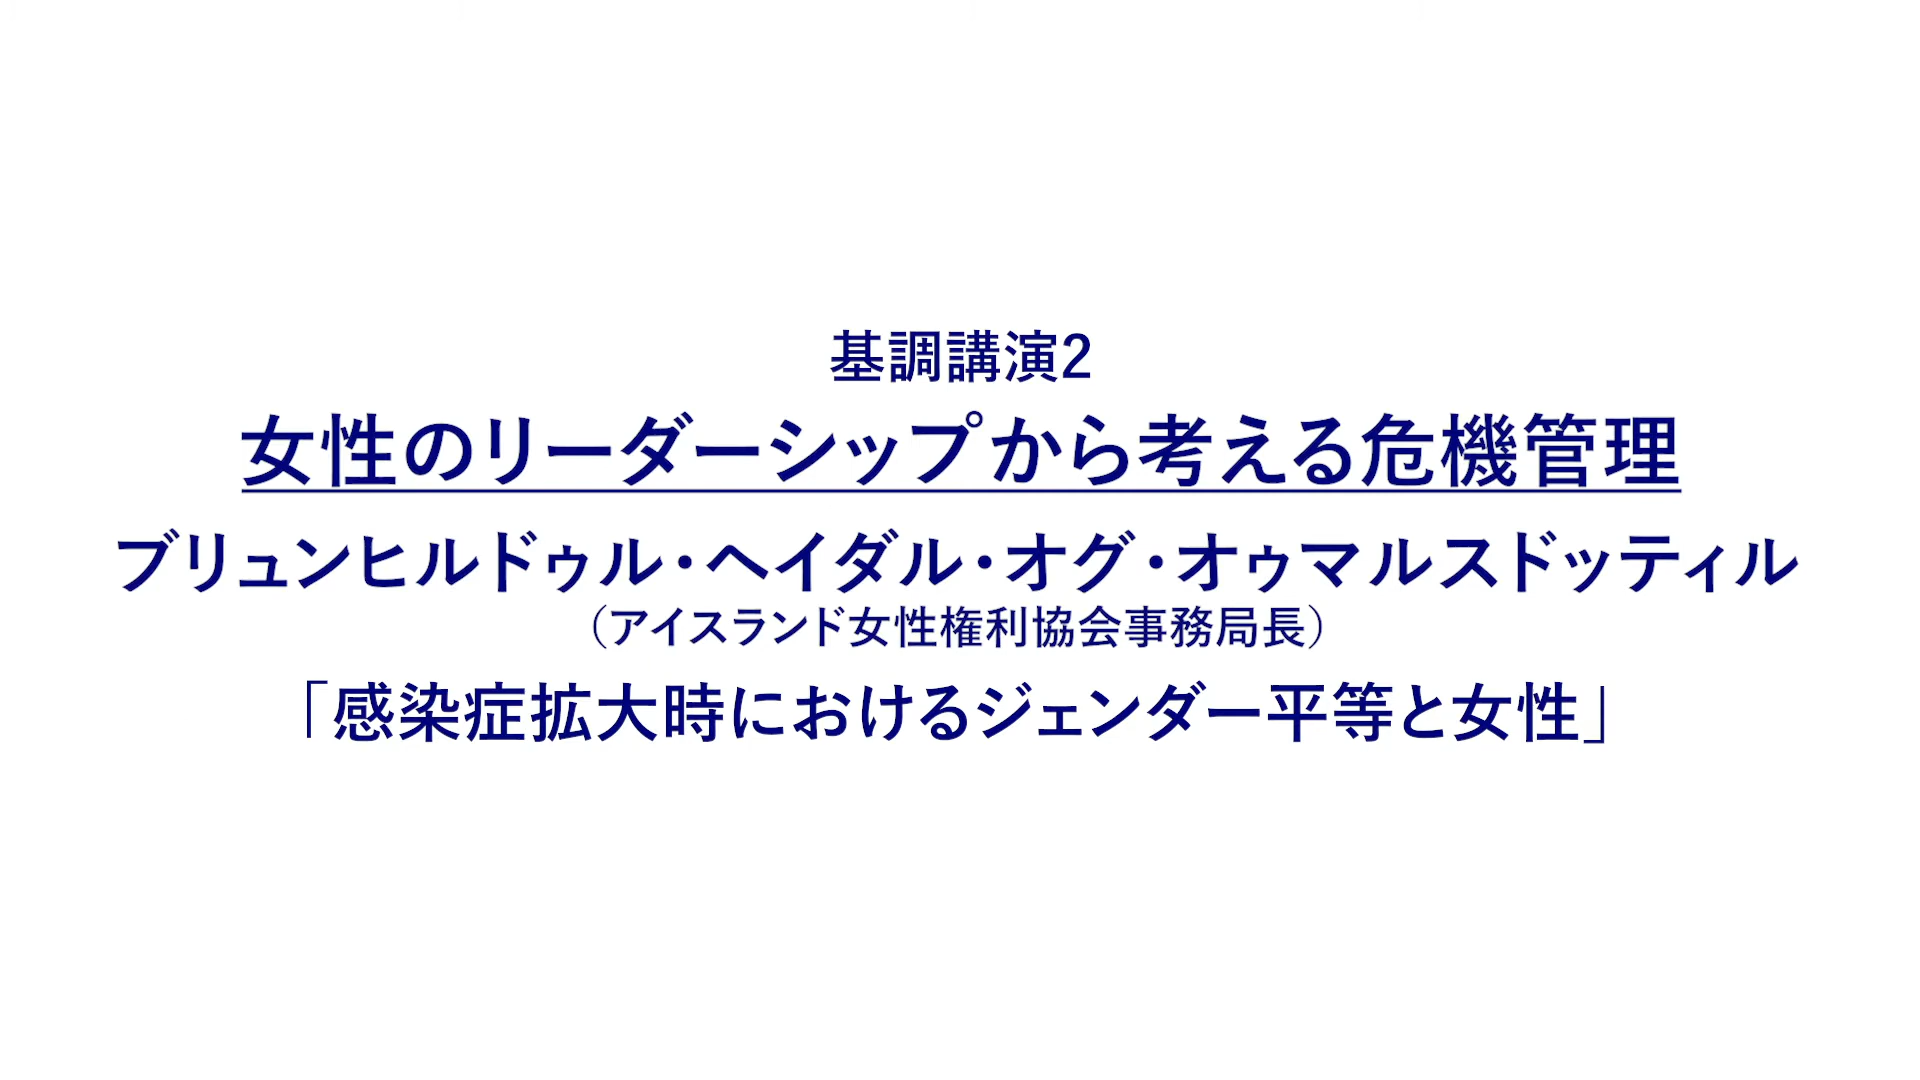 基調講演2
女性のリーダーシップから考える危機管理
ブリュンヒルドゥル・ヘイダル・オグ・オゥマルスドッティル
（アイスランド女性権利協会事務局長）
「感染症拡大時におけるジェンダー平等と女性」